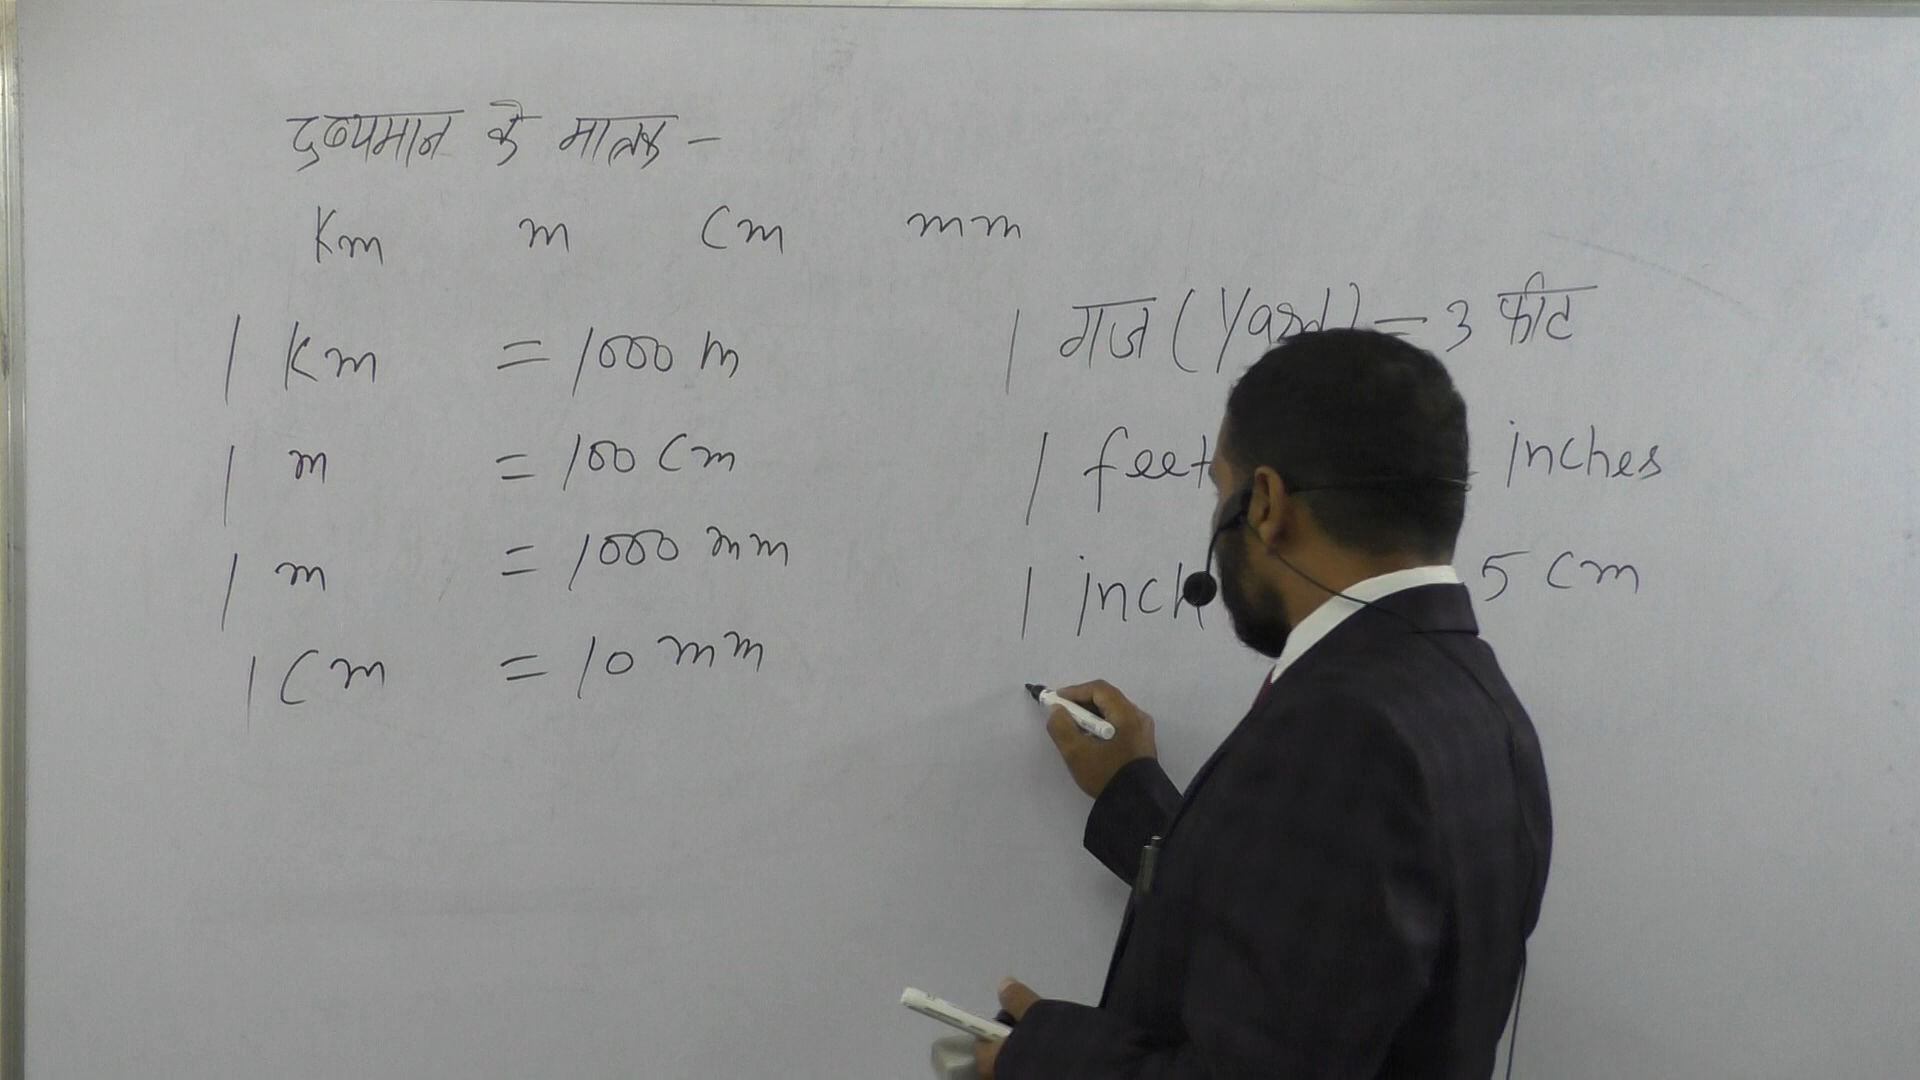 द्रव्यमान के मात्रक -
Km m Cm mm
1 Km = 1000 m
1 m = 100 Cm
1 m = 1000 mm
1 Cm = 10 mm
1 गज (Yard) = 3 फीट
1 feet inches
1 inch 5 Cm